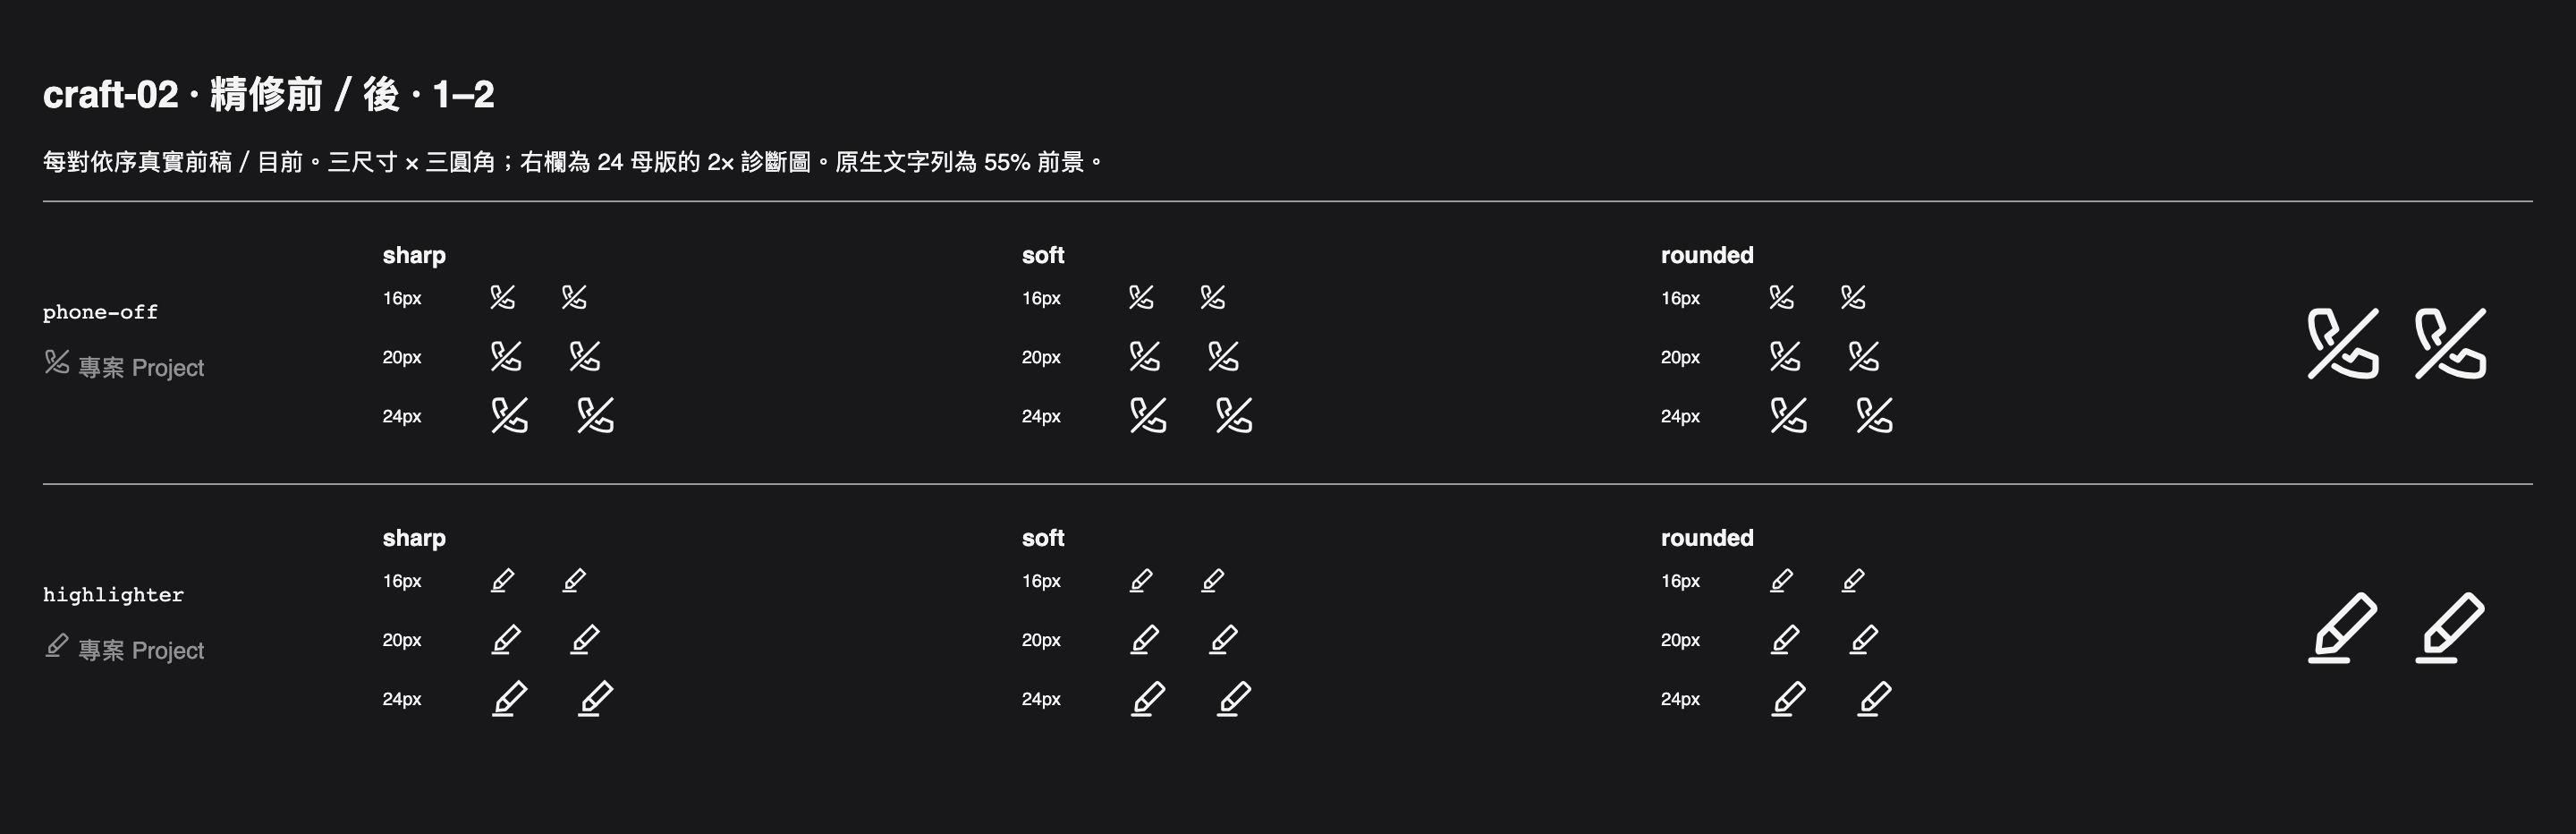 craft-02 · 精修前 / 後 · 1–2
每對依序真實前稿 / 目前。三尺寸 × 三圓角；右欄為 24 母版的 2× 診斷圖。原生文字列為 55% 前景。
phone-off
專案 Project
sharp
16px
20px
24px
soft
16px
20px
24px
rounded
16px
20px
24px
highlighter
專案 Project
sharp
16px
20px
24px
soft
16px
20px
24px
rounded
16px
20px
24px